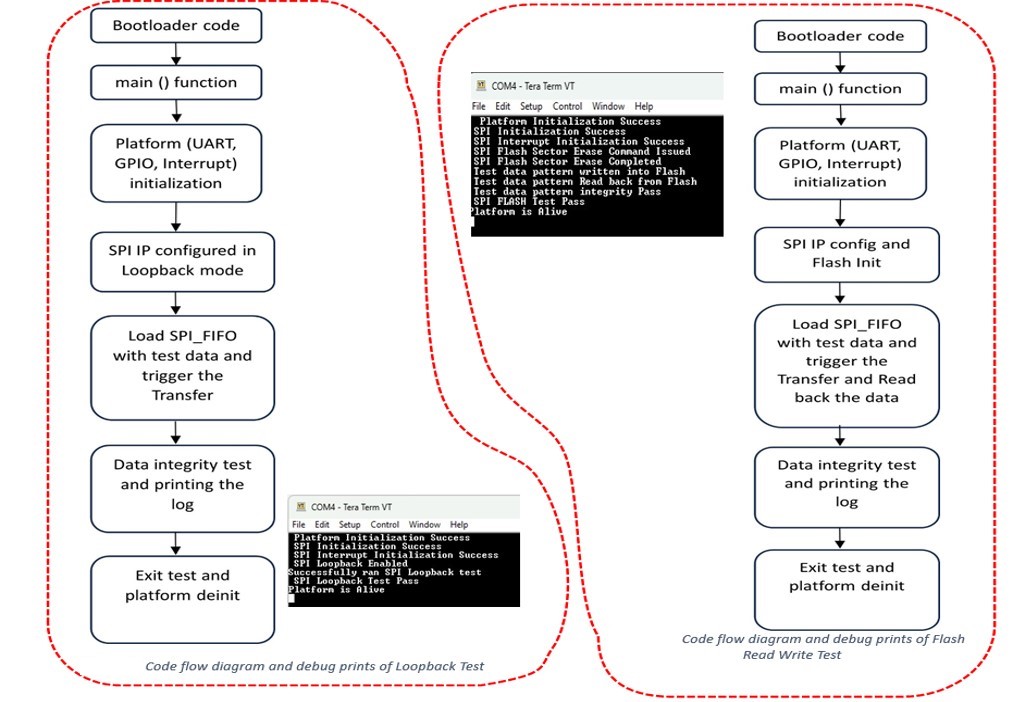 Bootloader code
main () function
Platform (UART,
GPIO, Interrupt)
initialization
SPI IP configured in
Loopback mode
Load SPI_FIFO
with test data and
trigger the
Transfer
Data integrity test
and printing the
log
Exit test and
platform deinit
COM4 - Tera Term VT
File Edit Setup Control Window Help
Platform Initialization Success
SPI Initialization Success
SPI Interrupt Initialization Success
SPI Loopback Enabled
Successfully ran SPI Loopback test
SPI Loopback Test Pass
Platform is Alive
Code flow diagram and debug prints of Loopback Test
COM4 - Tera Term VT
File Edit Setup Control Window Help
Platform Initialization Success
SPI Initialization Success
SPI Interrupt Initialization Success
SPI Flash Sector Erase Command Issued
SPI Flash Sector Erase Completed
Test data pattern written into Flash
Test data pattern Read back from Flash
Test data pattern integrity Pass
SPI FLASH Test Pass
Platform is Alive
Bootloader code
main () function
Platform (UART,
GPIO, Interrupt)
initialization
SPI IP config and
Flash Init
Load SPI_FIFO
with test data and
trigger the
Transfer and Read
back the data
Data integrity test
and printing the
log
Exit test and
platform deinit
Code flow diagram and debug prints of Flash
Read Write Test